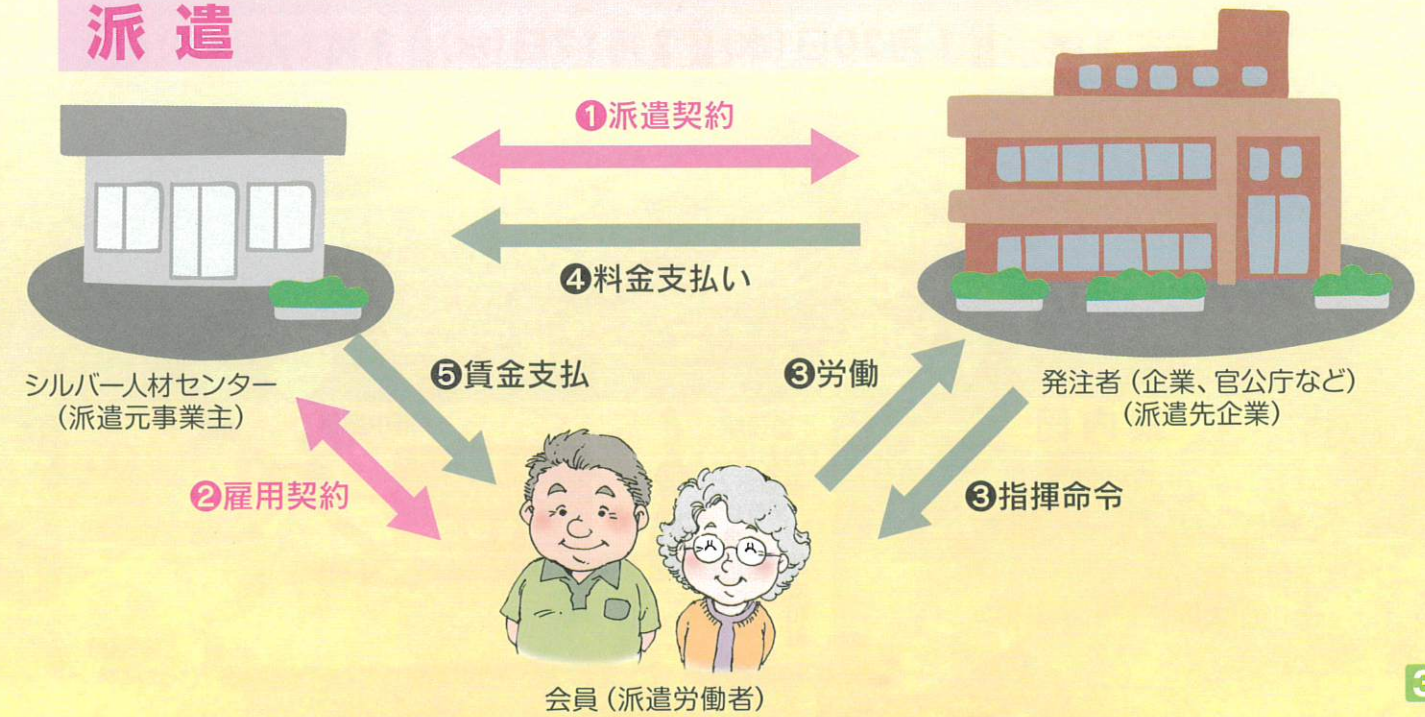 派遣
❶派遣契約
❹料金支払い
シルバー人材センター
(派遣元事業主)
❺賃金支払
❸労働
発注者(企業、官公庁など)
(派遣先企業)
❷雇用契約
❸指揮命令
会員(派遣労働者)
3